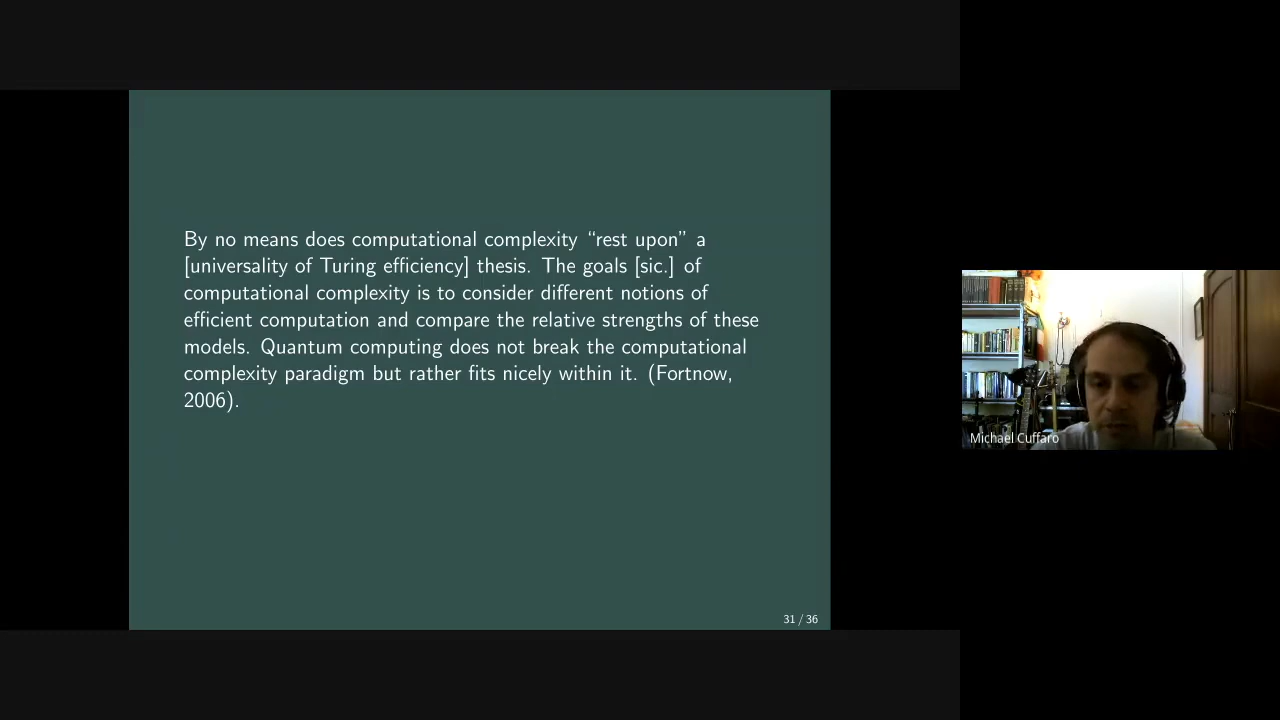 By no means does computational complexity “rest upon” a
[universality of Turing efficiency] thesis. The goals [sic.] of
computational complexity is to consider different notions of
efficient computation and compare the relative strengths of these
models. Quantum computing does not break the computational
complexity paradigm but rather fits nicely within it. (Fortnow,
2006).
31 / 36
Michael Cuffaro